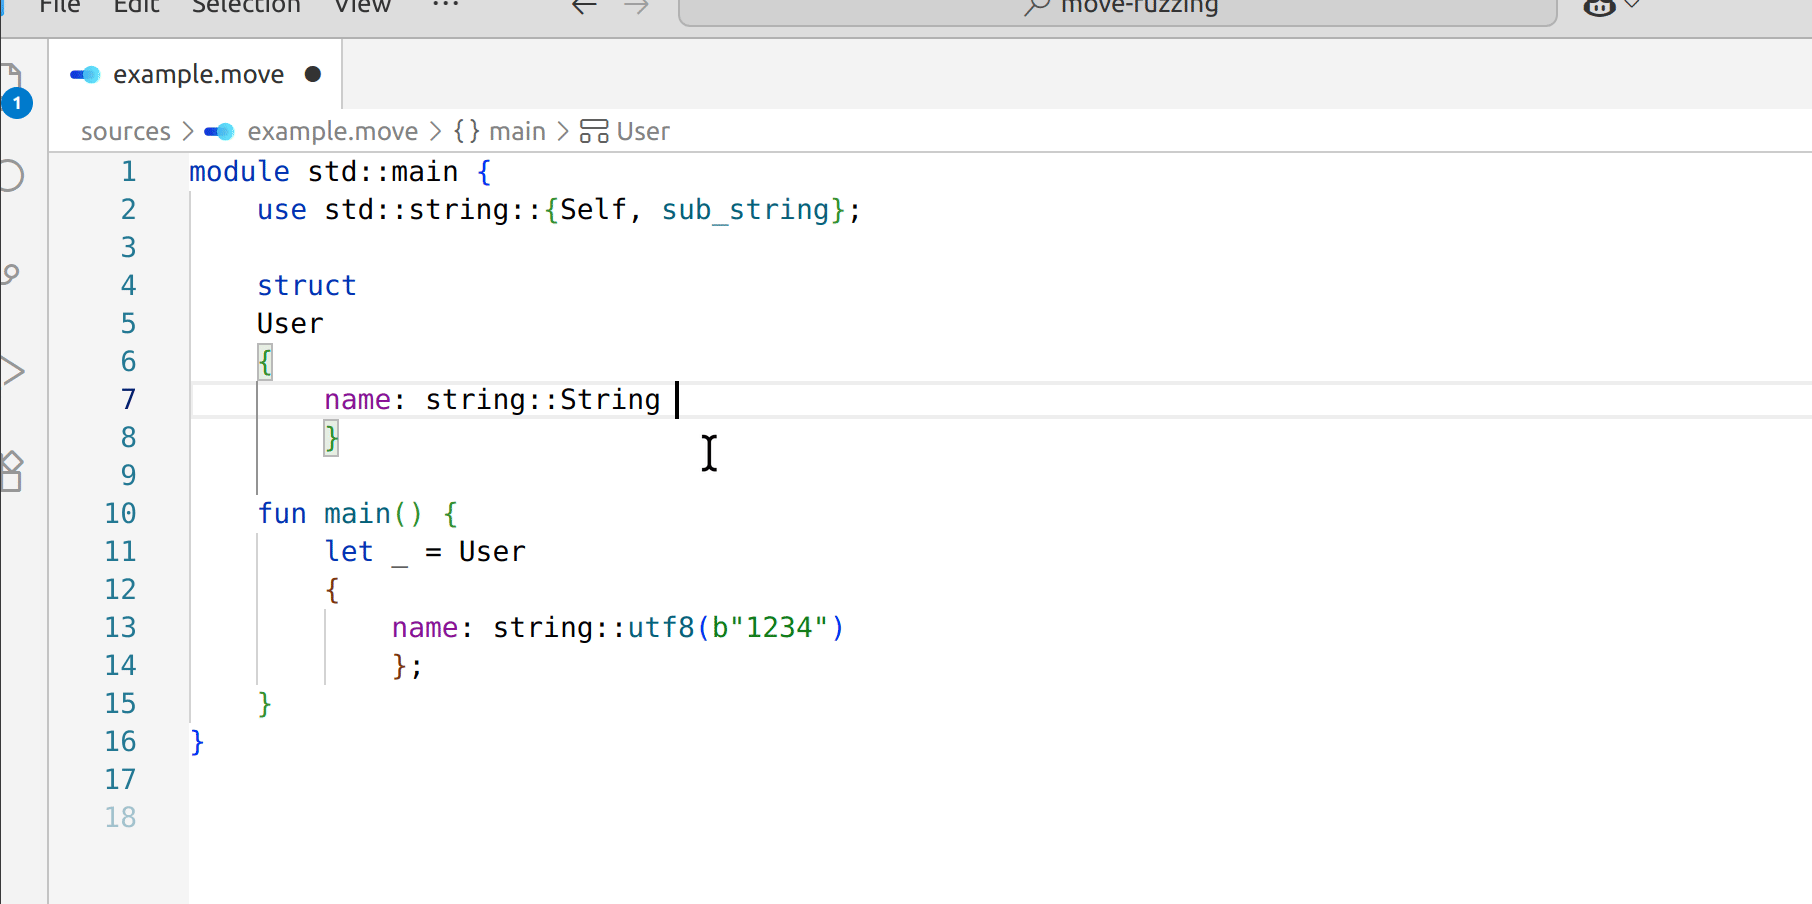 File Edit Selection View ··· move-fuzzing
example.move
1
sources > example.move > {} main > User
1 module std::main {
2     use std::string::{Self, sub_string};
3
4     struct
5     User
6     {
7         name: string::String
8         }
9
10     fun main() {
11         let _ = User
12         {
13             name: string::utf8(b"1234")
14             };
15     }
16 }
17
18